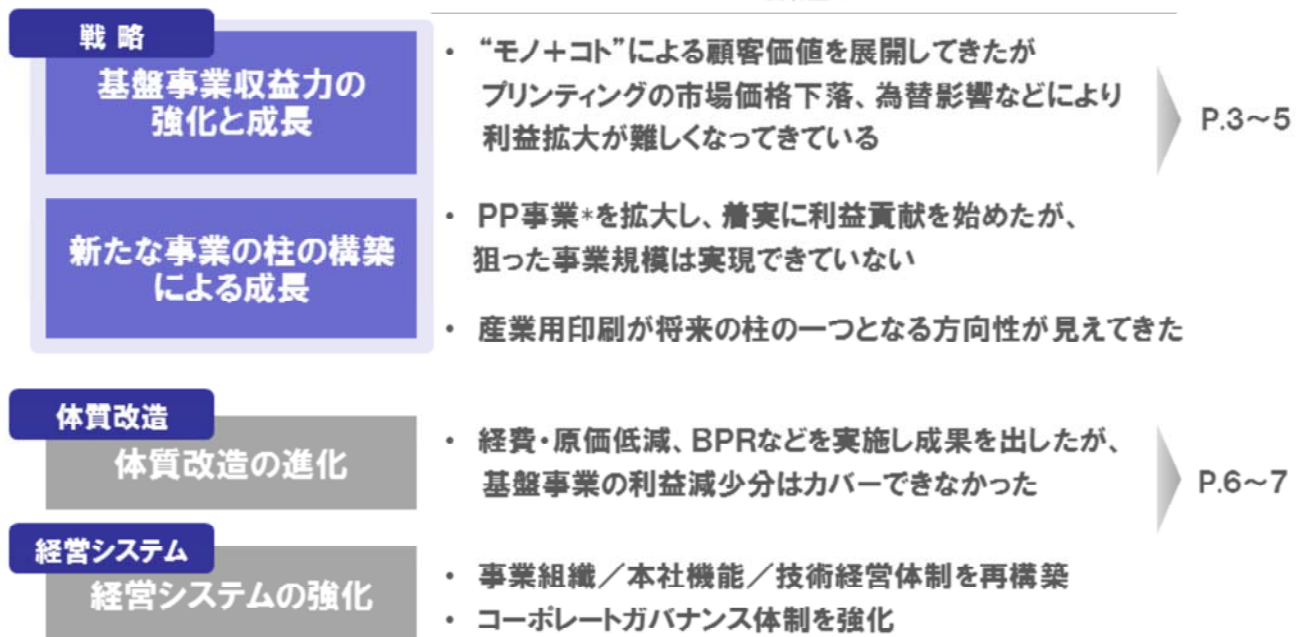 戦 略
基盤事業収益力の
強化と成長
・ “モノ＋コト”による顧客価値を展開してきたが
プリンティングの市場価格下落、為替影響などにより
利益拡大が難しくなってきている
P.3～5
新たな事業の柱の構築
による成長
・ PP事業*を拡大し、着実に利益貢献を始めたが、
狙った事業規模は実現できていない
・ 産業用印刷が将来の柱の一つとなる方向性が見えてきた
体質改造
体質改造の進化
・ 経費・原価低減、BPRなどを実施し成果を出したが、
基盤事業の利益減少分はカバーできなかった
P.6～7
経営システム
経営システムの強化
・ 事業組織／本社機能／技術経営体制を再構築
・ コーポレートガバナンス体制を強化